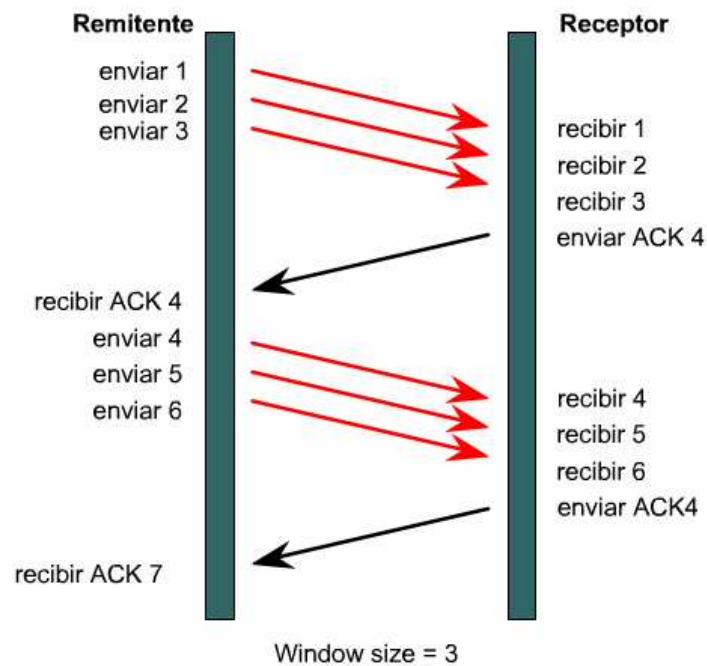 Remitente
Receptor
enviar 1
enviar 2
enviar 3
recibir 1
recibir 2
recibir 3
enviar ACK 4
recibir ACK 4
enviar 4
enviar 5
enviar 6
recibir 4
recibir 5
recibir 6
enviar ACK4
recibir ACK 7
Window size = 3